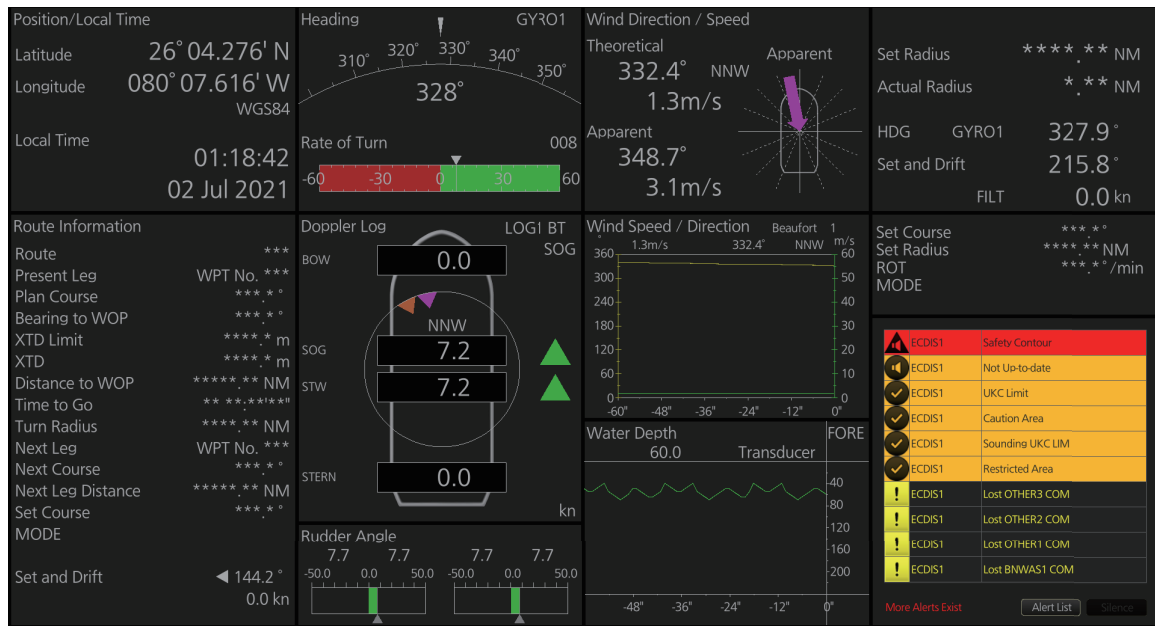 Position/Local Time
Latitude 26° 04.276' N
Longitude 080° 07.616' W
WGS84
Local Time
01:18:42
02 Jul 2021
Heading GYRO1
310° 320° 330° 340° 350°
328°
Rate of Turn 008
-60 -30 0 30 60
Wind Direction / Speed
Theoretical
332.4° NNW
1.3m/s
Apparent
Apparent
348.7°
3.1m/s
Set Radius ****.** NM
Actual Radius *.** NM
HDG GYRO1 327.9°
Set and Drift 215.8°
FILT 0.0 kn
Route Information
Route ***
Present Leg WPT No. ***
Plan Course ***.*°
Bearing to WOP ***.*°
XTD Limit ****.* m
XTD ****.* m
Distance to WOP *****.** NM
Time to Go ** **:**'**"
Turn Radius ****.** NM
Next Leg WPT No. ***
Next Course ***.*°
Next Leg Distance *****.** NM
Set Course ***.*°
MODE
Set and Drift ◀ 144.2°
0.0 kn
Doppler Log LOG1 BT
SOG
BOW 0.0
NNW
SOG 7.2
STW 7.2
STERN 0.0
kn
Rudder Angle
7.7 7.7 7.7 7.7
-50.0 0.0 50.0 -50.0 0.0 50.0
Wind Speed / Direction Beaufort 1
° 1.3m/s 332.4° NNW m/s
360 60
300 50
240 40
180 30
120 20
60 10
0 0
-60" -48" -36" -24" -12" 0"
Water Depth FORE
60.0 Transducer
40
80
120
160
200
-48" -36" -24" -12" 0"
Set Course ***.*°
Set Radius ****.** NM
ROT ***.*°/min
MODE
ECDIS1 Safety Contour
ECDIS1 Not Up-to-date
ECDIS1 UKC Limit
ECDIS1 Caution Area
ECDIS1 Sounding UKC LIM
ECDIS1 Restricted Area
! ECDIS1 Lost OTHER3 COM
! ECDIS1 Lost OTHER2 COM
! ECDIS1 Lost OTHER1 COM
! ECDIS1 Lost BNWAS1 COM
More Alerts Exist Alert List Silence